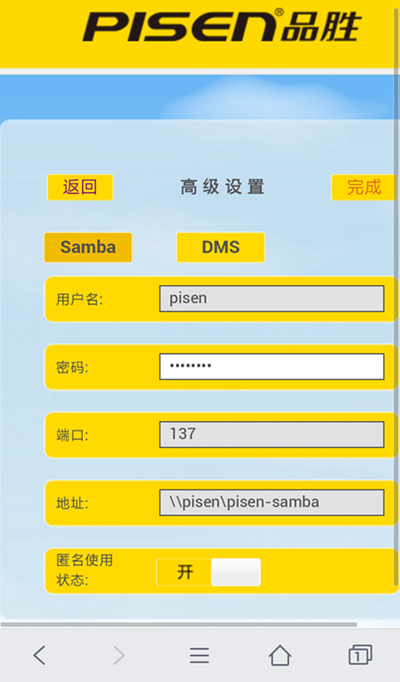 PISEN®品胜
返回 高级设置 完成
Samba DMS
用户名: pisen
密码: ••••••••
端口: 137
地址: \\pisen\pisen-samba
匿名使用
状态: 开
1